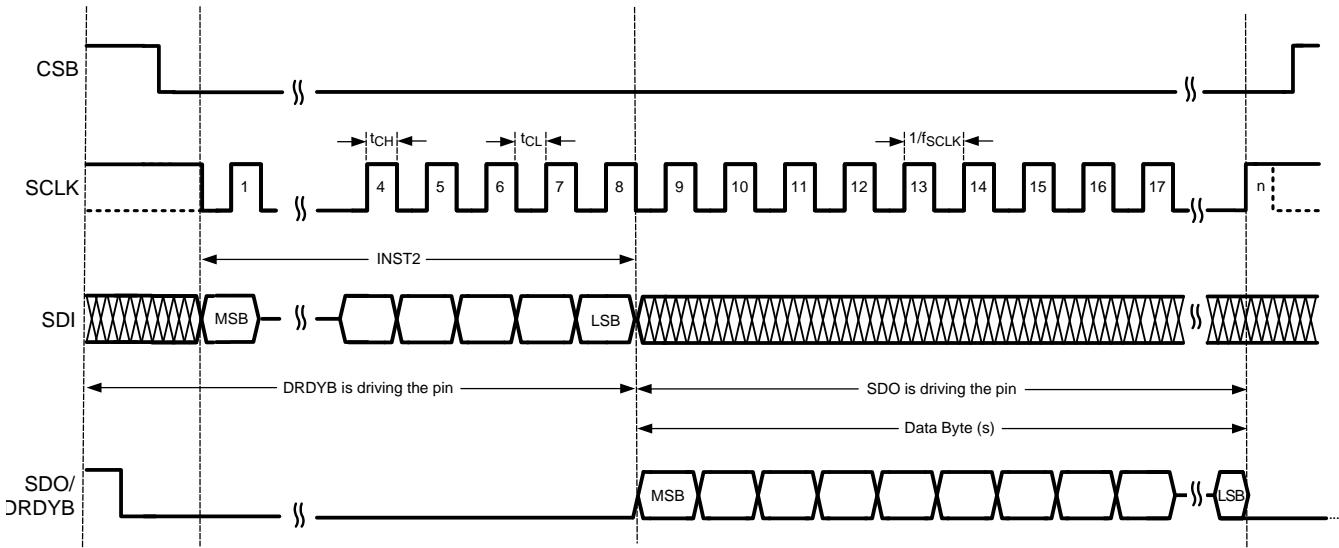 CSB
tCH
tCL
1/fSCLK
SCLK
1
4
5
6
7
8
9
10
11
12
13
14
15
16
17
n
INST2
SDI
MSB
LSB
DRDYB is driving the pin
SDO is driving the pin
Data Byte (s)
SDO/
DRDYB
MSB
LSB